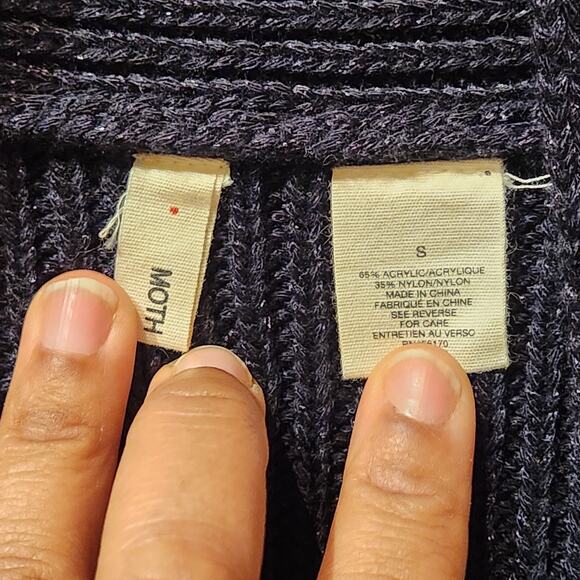 MOTH
S
65% ACRYLIC/ACRYLIQUE
35% NYLON/NYLON
MADE IN CHINA
FABRIQUÉ EN CHINE
SEE REVERSE
FOR CARE
ENTRETIEN AU VERSO